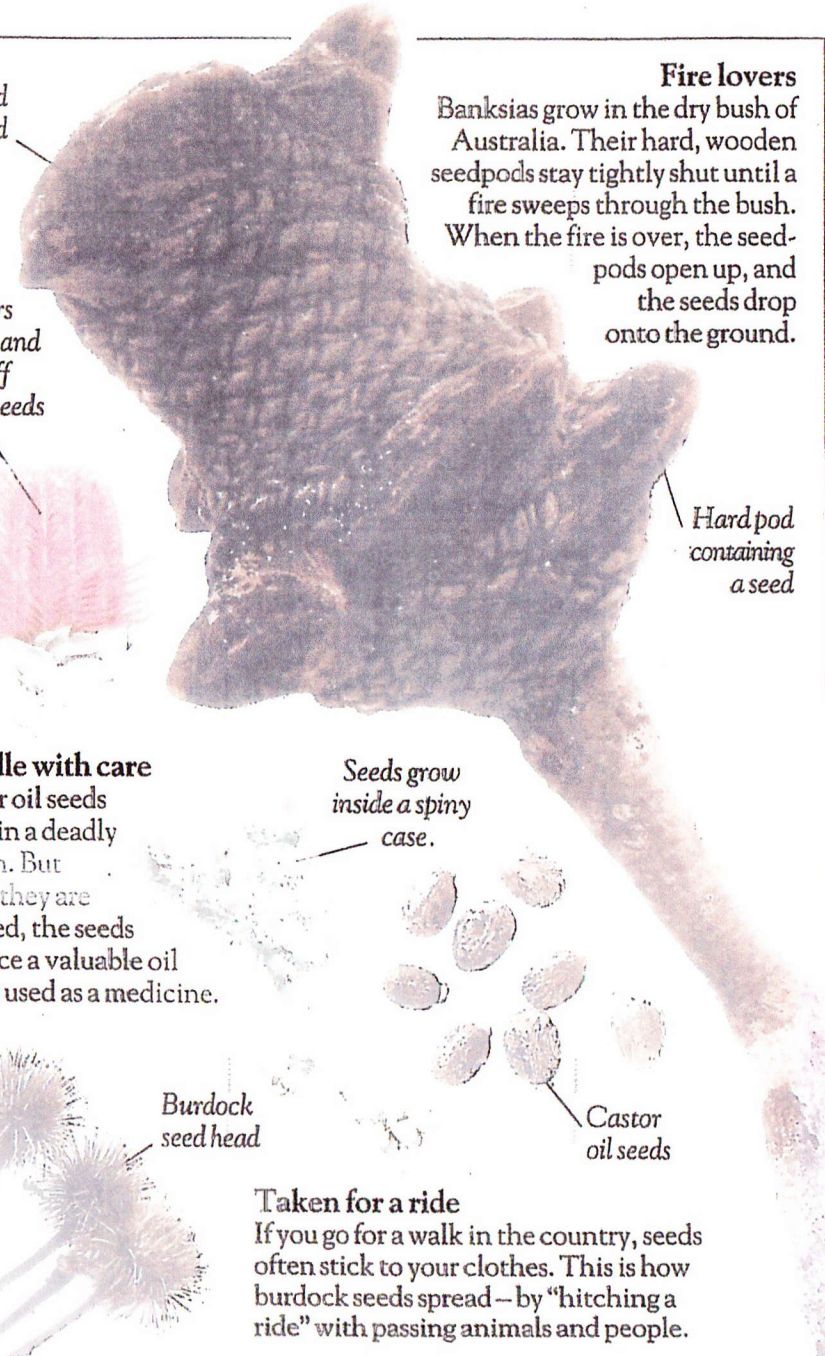 Fire lovers
Banksias grow in the dry bush of
Australia. Their hard, wooden
seedpods stay tightly shut until a
fire sweeps through the bush.
When the fire is over, the seed-
pods open up, and
the seeds drop
onto the ground.
and
Hard pod
containing
a seed
with care
oil seeds
in a deadly
But
they are
the seeds
a valuable oil
used as a medicine.
Seeds grow
inside a spiny
case.
Burdock
seed head
Castor
oil seeds
Taken for a ride
If you go for a walk in the country, seeds
often stick to your clothes. This is how
burdock seeds spread – by “hitching a
ride” with passing animals and people.